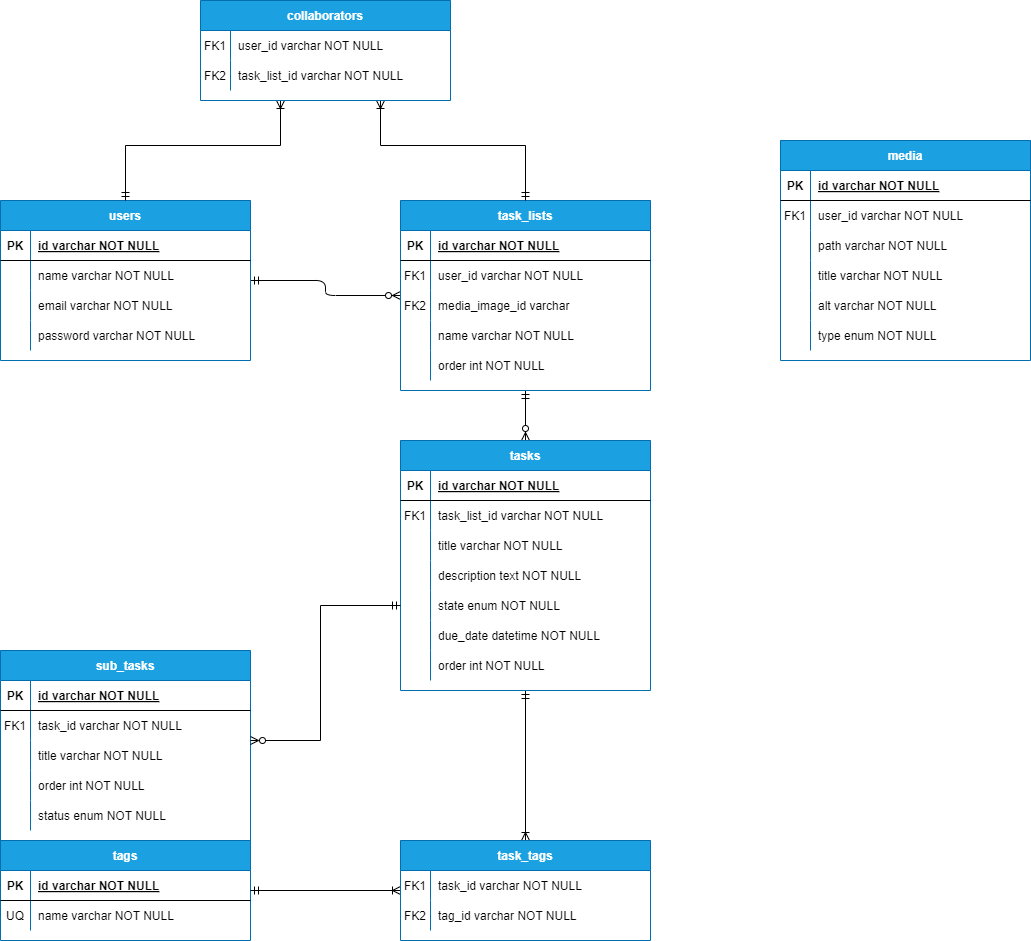 collaborators
FK1 user_id varchar NOT NULL
FK2 task_list_id varchar NOT NULL
media
PK id varchar NOT NULL
FK1 user_id varchar NOT NULL
path varchar NOT NULL
title varchar NOT NULL
alt varchar NOT NULL
type enum NOT NULL
users
PK id varchar NOT NULL
name varchar NOT NULL
email varchar NOT NULL
password varchar NOT NULL
task_lists
PK id varchar NOT NULL
FK1 user_id varchar NOT NULL
FK2 media_image_id varchar
name varchar NOT NULL
order int NOT NULL
tasks
PK id varchar NOT NULL
FK1 task_list_id varchar NOT NULL
title varchar NOT NULL
description text NOT NULL
state enum NOT NULL
due_date datetime NOT NULL
order int NOT NULL
sub_tasks
PK id varchar NOT NULL
FK1 task_id varchar NOT NULL
title varchar NOT NULL
order int NOT NULL
status enum NOT NULL
tags
PK id varchar NOT NULL
UQ name varchar NOT NULL
task_tags
FK1 task_id varchar NOT NULL
FK2 tag_id varchar NOT NULL